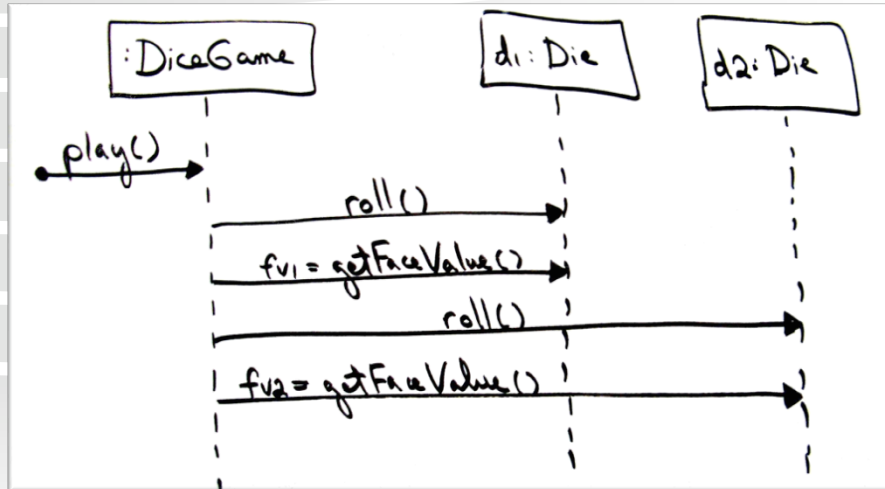 :DiceGame
d1: Die
d2: Die
play()
roll()
fv1 = getFaceValue()
roll()
fv2 = getFaceValue()